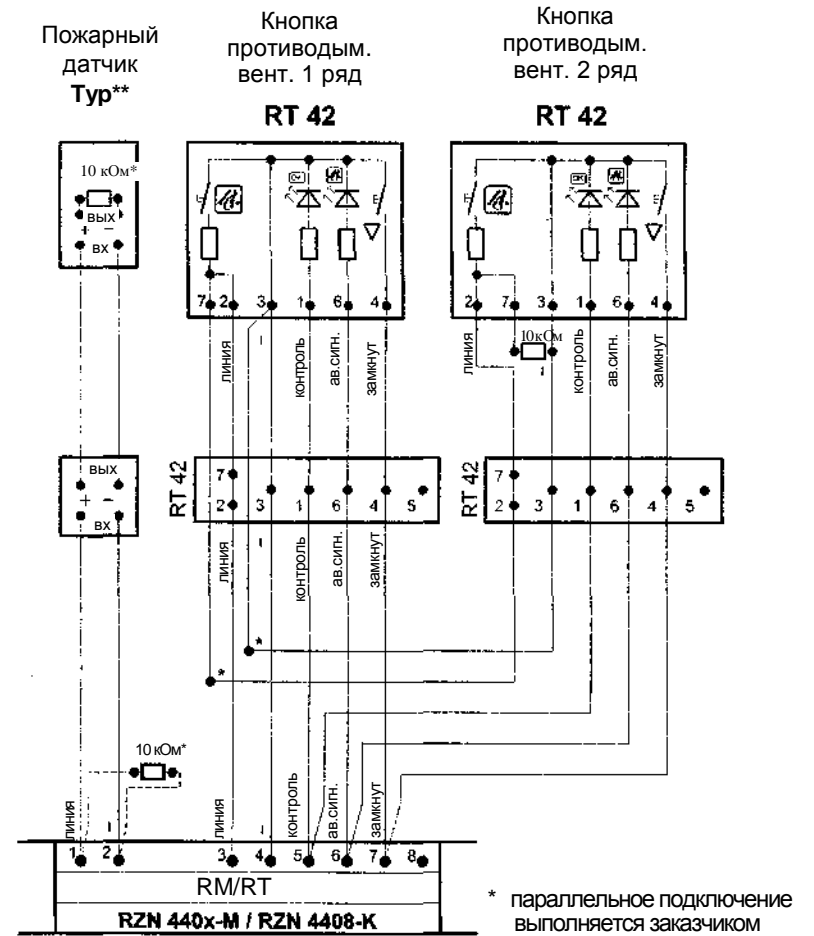 Пожарный
датчик
Typ**
Кнопка
противодым.
вент. 1 ряд
RT 42
Кнопка
противодым.
вент. 2 ряд
RT 42
10 кОм*
ВЫХ
+ −
ВХ
7 2 3 1 6 4
2 7 3 1 6 4
линия
–
контроль
ав.сигн.
замкнут
линия
10кОм
контроль
ав.сигн.
замкнут
ВЫХ
+ −
ВХ
RT 42
7
2 3 1 6 4 5
RT 42
7
2 3 1 6 4 5
линия
–
контроль
ав.сигн.
замкнут
*
*
10 кОм*
линия
–
линия
–
контроль
ав.сигн.
замкнут
1 2 3 4 5 6 7 8
RM/RT
RZN 440x-M / RZN 4408-K
* параллельное подключение
выполняется заказчиком